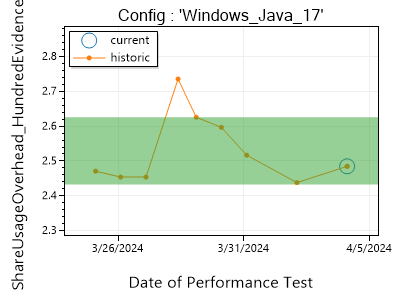 Config : 'Windows_Java_17'
current
historic
2.8
2.7
2.6
2.5
2.4
2.3
ShareUsageOverhead_HundredEvidence
3/26/2024
3/31/2024
4/5/2024
Date of Performance Test